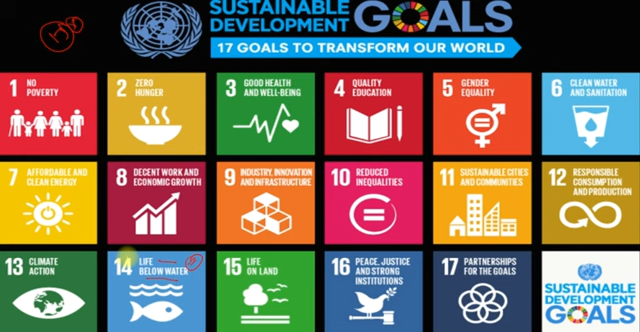 SUSTAINABLE
DEVELOPMENT
GOALS
17 GOALS TO TRANSFORM OUR WORLD
1 NO
POVERTY
2 ZERO
HUNGER
3 GOOD HEALTH
AND WELL-BEING
4 QUALITY
EDUCATION
5 GENDER
EQUALITY
6 CLEAN WATER
AND SANITATION
7 AFFORDABLE AND
CLEAN ENERGY
8 DECENT WORK AND
ECONOMIC GROWTH
9 INDUSTRY, INNOVATION
AND INFRASTRUCTURE
10 REDUCED
INEQUALITIES
11 SUSTAINABLE CITIES
AND COMMUNITIES
12 RESPONSIBLE
CONSUMPTION
AND PRODUCTION
13 CLIMATE
ACTION
14 LIFE
BELOW WATER
15 LIFE
ON LAND
16 PEACE, JUSTICE
AND STRONG
INSTITUTIONS
17 PARTNERSHIPS
FOR THE GOALS
SUSTAINABLE
DEVELOPMENT
GOALS